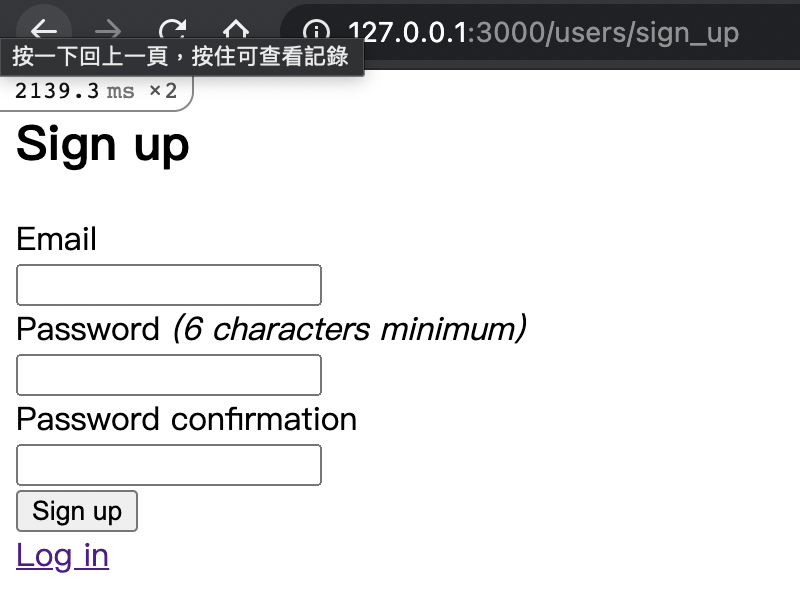 127.0.0.1:3000/users/sign_up
按一下回上一頁，按住可查看記錄
2139.3 ms ×2
Sign up
Email
Password (6 characters minimum)
Password confirmation
Sign up
Log in